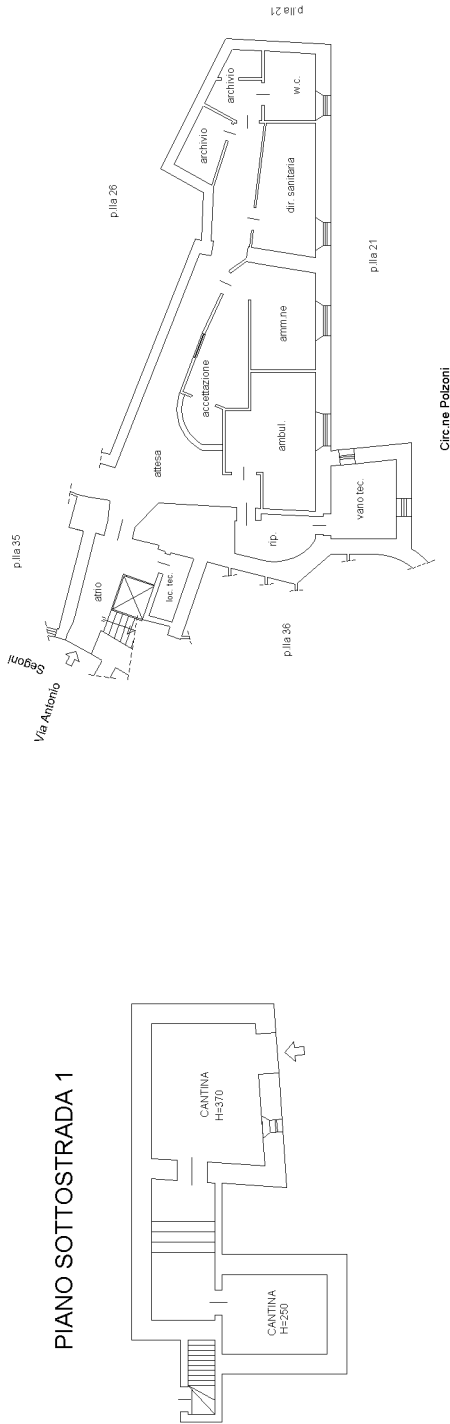 p.lla 21
archivio
w.c.
archivio
p.lla 26
dir. sanitaria
p.lla 21
amm.ne
accettazione
attesa
ambul.
Circ.ne Polzoni
vano tec.
p.lla 35
np.
atrio
loc. tec.
p.lla 36
Via Antonio
Segoni
PIANO SOTTOSTRADA 1
CANTINA
H=370
CANTINA
H=250